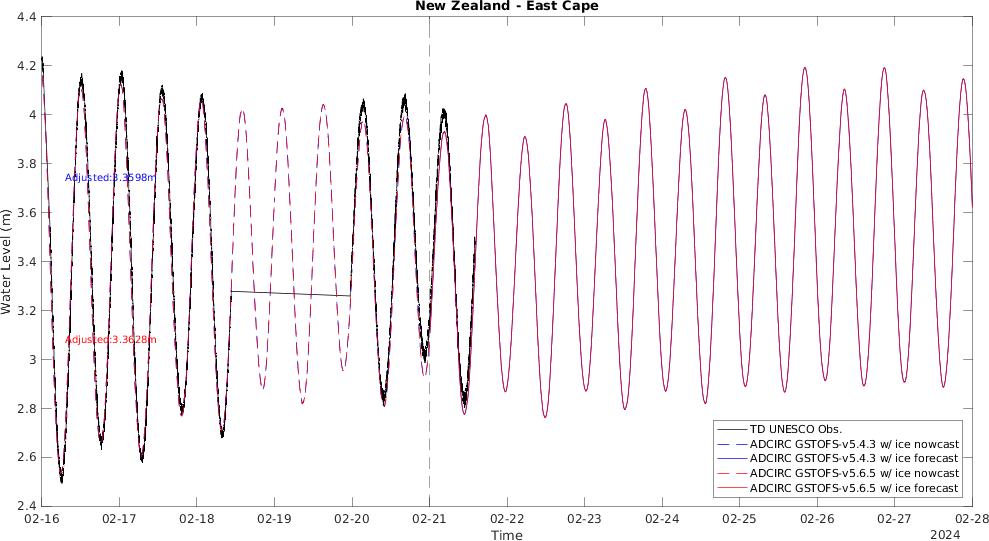 New Zealand - East Cape
4.4
4.2
4
3.8
3.6
3.4
3.2
3
2.8
2.6
2.4
Water Level (m)
Adjusted:3.3598m
Adjusted:3.3628m
TD UNESCO Obs.
ADCIRC GSTOFS-v5.4.3 w/ ice nowcast
ADCIRC GSTOFS-v5.4.3 w/ ice forecast
ADCIRC GSTOFS-v5.6.5 w/ ice nowcast
ADCIRC GSTOFS-v5.6.5 w/ ice forecast
02-16 02-17 02-18 02-19 02-20 02-21 02-22 02-23 02-24 02-25 02-26 02-27 02-28
Time
2024